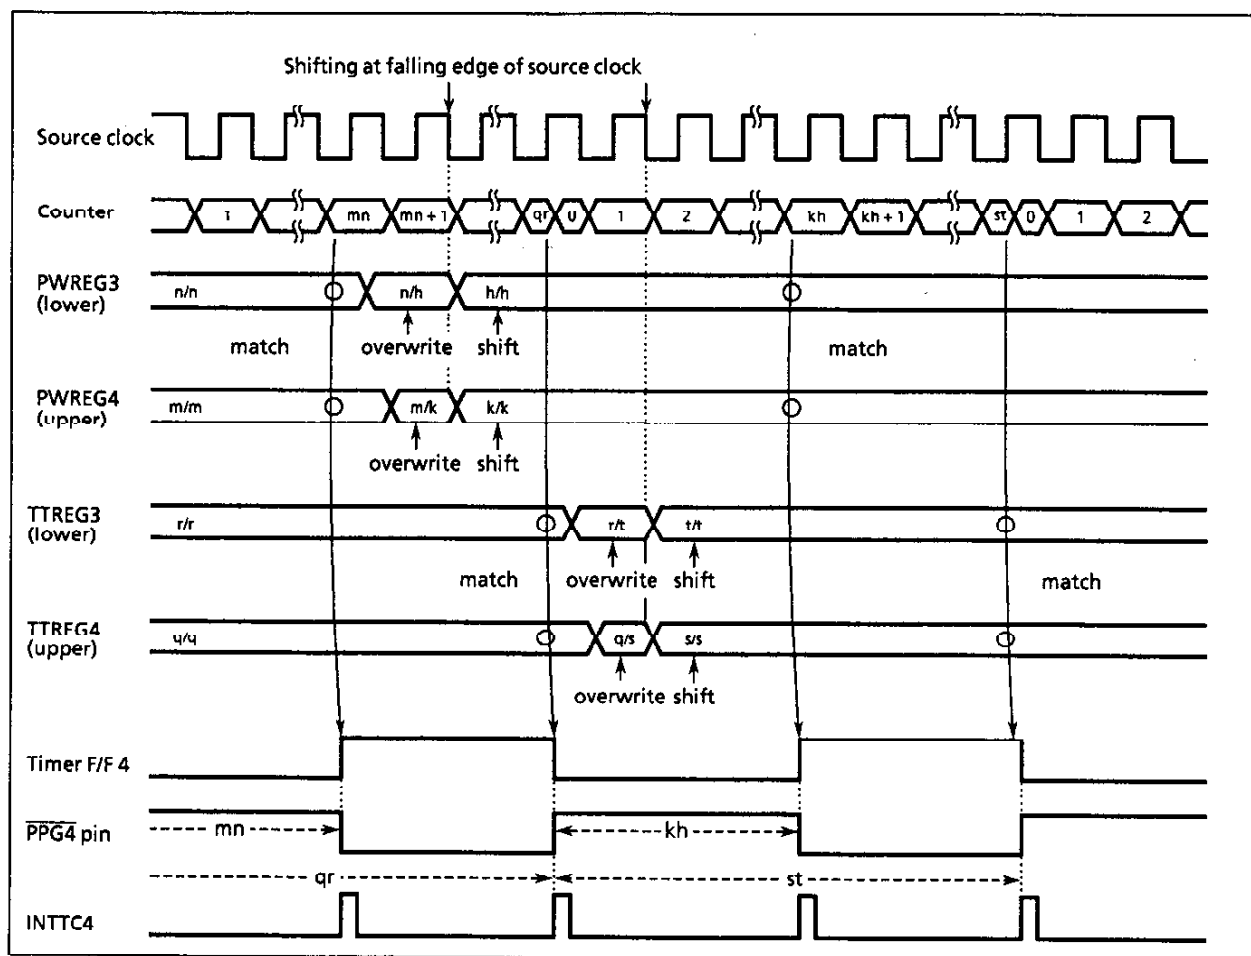 Shifting at falling edge of source clock
Source clock
Counter
1 mn mn + 1 qr 0 1 2 kh kh + 1 st 0 1 2
PWREG3
(lower)
n/n n/h h/h
match overwrite shift match
PWREG4
(upper)
m/m m/k k/k
overwrite shift
TTREG3
(lower)
r/r r/t t/t
match overwrite shift match
TTREG4
(upper)
q/q q/s s/s
overwrite shift
Timer F/F 4
PPG4 pin
mn kh
qr st
INTTC4